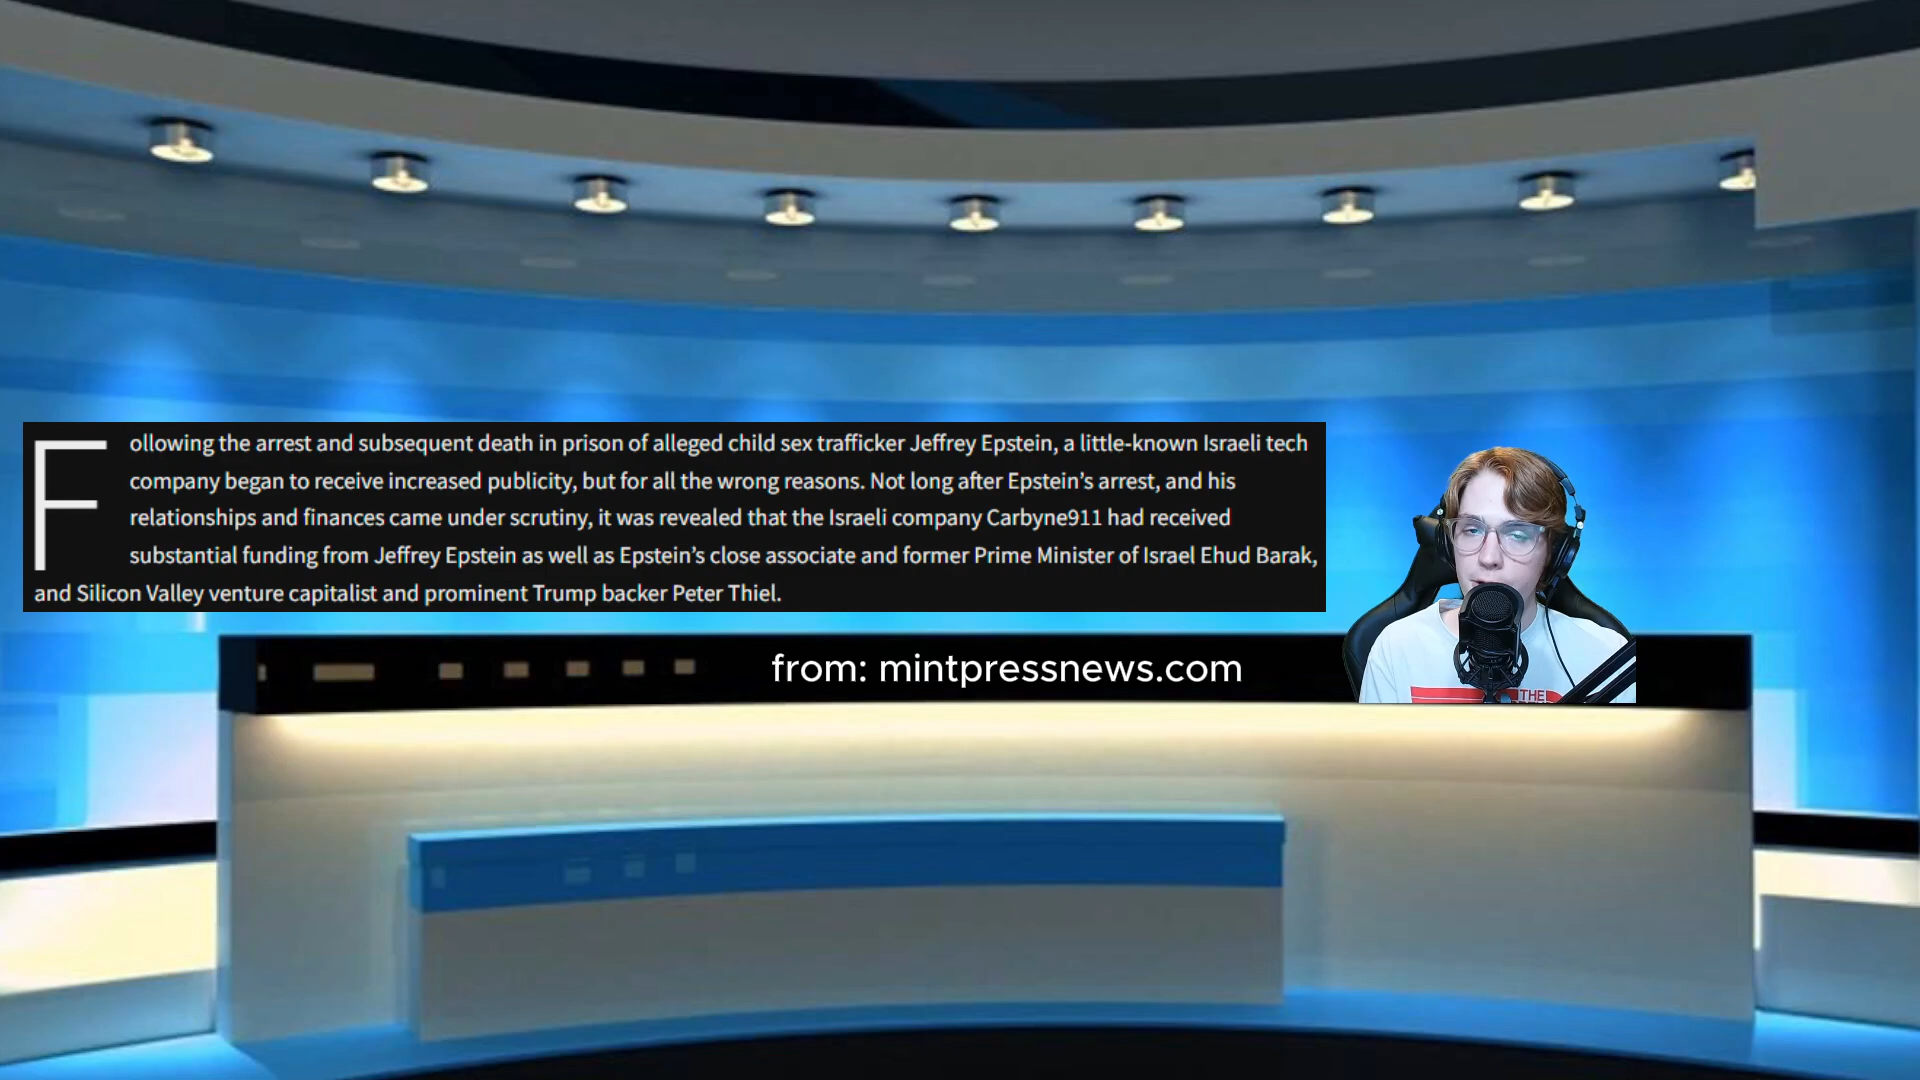 Following the arrest and subsequent death in prison of alleged child sex trafficker Jeffrey Epstein, a little-known Israeli tech
company began to receive increased publicity, but for all the wrong reasons. Not long after Epstein’s arrest, and his
relationships and finances came under scrutiny, it was revealed that the Israeli company Carbyne911 had received
substantial funding from Jeffrey Epstein as well as Epstein’s close associate and former Prime Minister of Israel Ehud Barak,
and Silicon Valley venture capitalist and prominent Trump backer Peter Thiel.
from: mintpressnews.com
THE